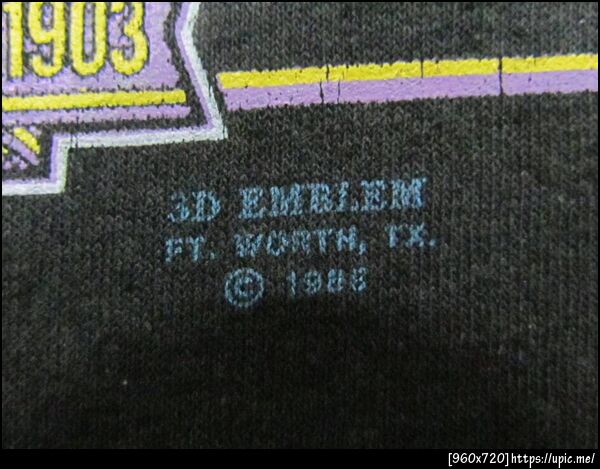 1903
3D EMBLEM
FT. WORTH, TX.
© 1988
[960x720]https://upic.me/